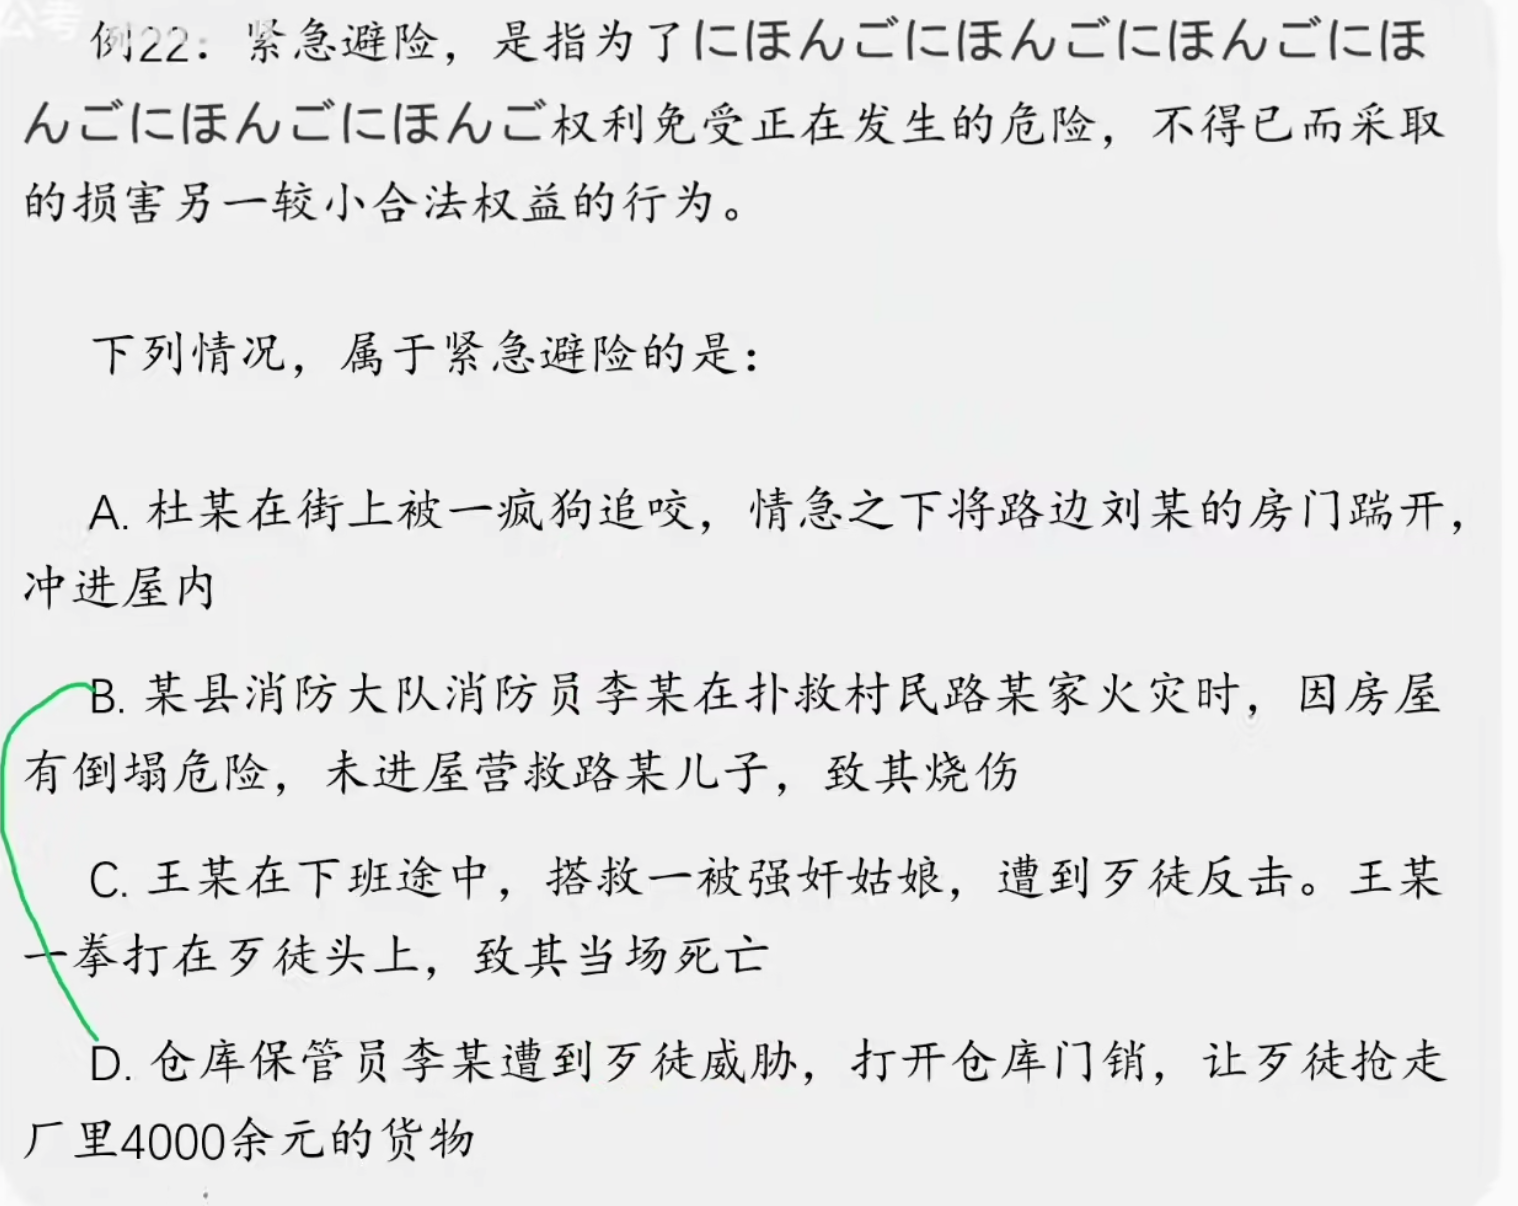 公考
例22：紧急避险，是指为了にほんごにほんごにほんごにほ
んごにほんごにほんご权利免受正在发生的危险，不得已而采取
的损害另一较小合法权益的行为。
下列情况，属于紧急避险的是：
A. 杜某在街上被一疯狗追咬，情急之下将路边刘某的房门踹开，
冲进屋内
B. 某县消防大队消防员李某在扑救村民路某家火灾时，因房屋
有倒塌危险，未进屋营救路某儿子，致其烧伤
C. 王某在下班途中，搭救一被强奸姑娘，遭到歹徒反击。王某
一拳打在歹徒头上，致其当场死亡
D. 仓库保管员李某遭到歹徒威胁，打开仓库门销，让歹徒抢走
厂里4000余元的货物